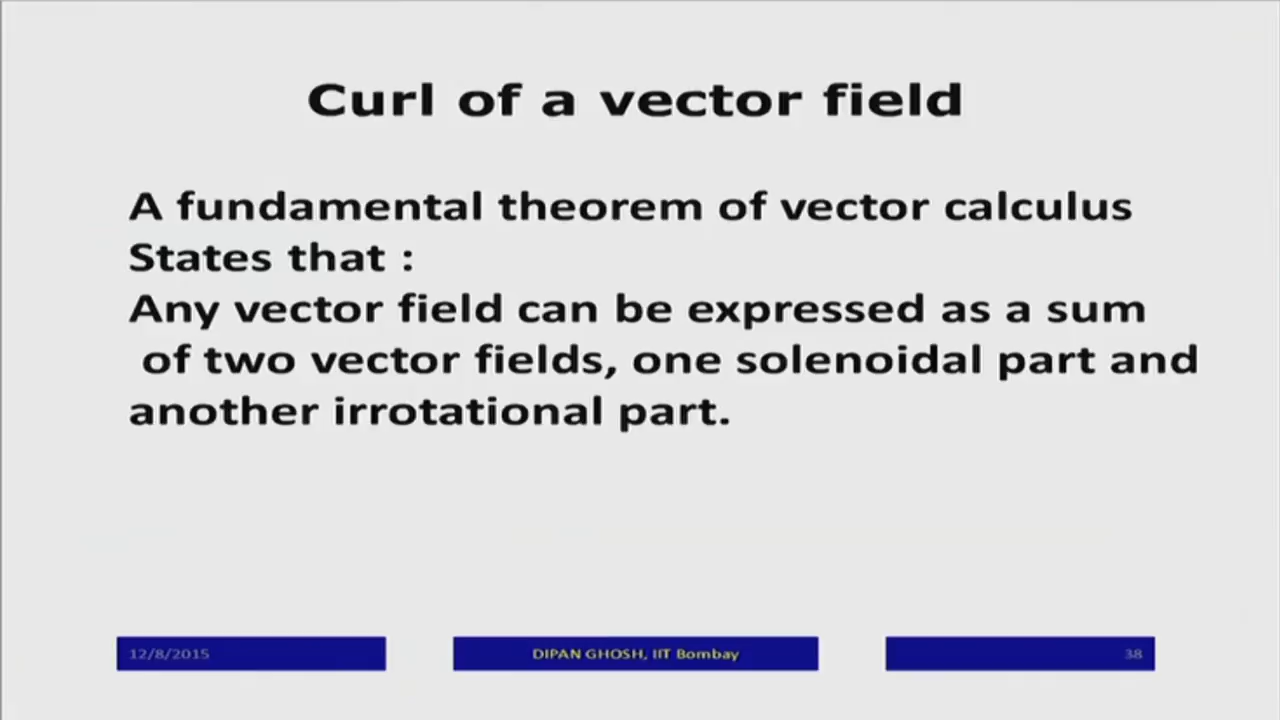 Curl of a vector field
A fundamental theorem of vector calculus
States that :
Any vector field can be expressed as a sum
of two vector fields, one solenoidal part and
another irrotational part.
12/8/2015
DIPAN GHOSH, IIT Bombay
38